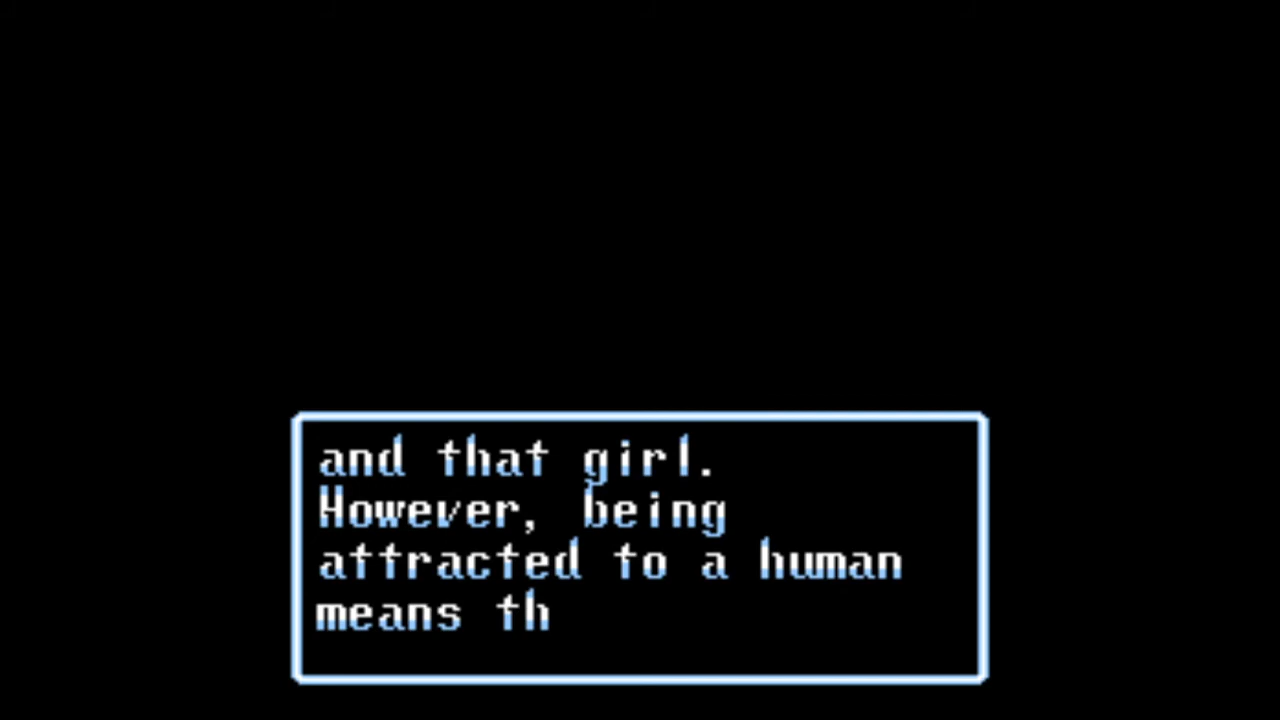 and that girl.
However, being
attracted to a human
means th